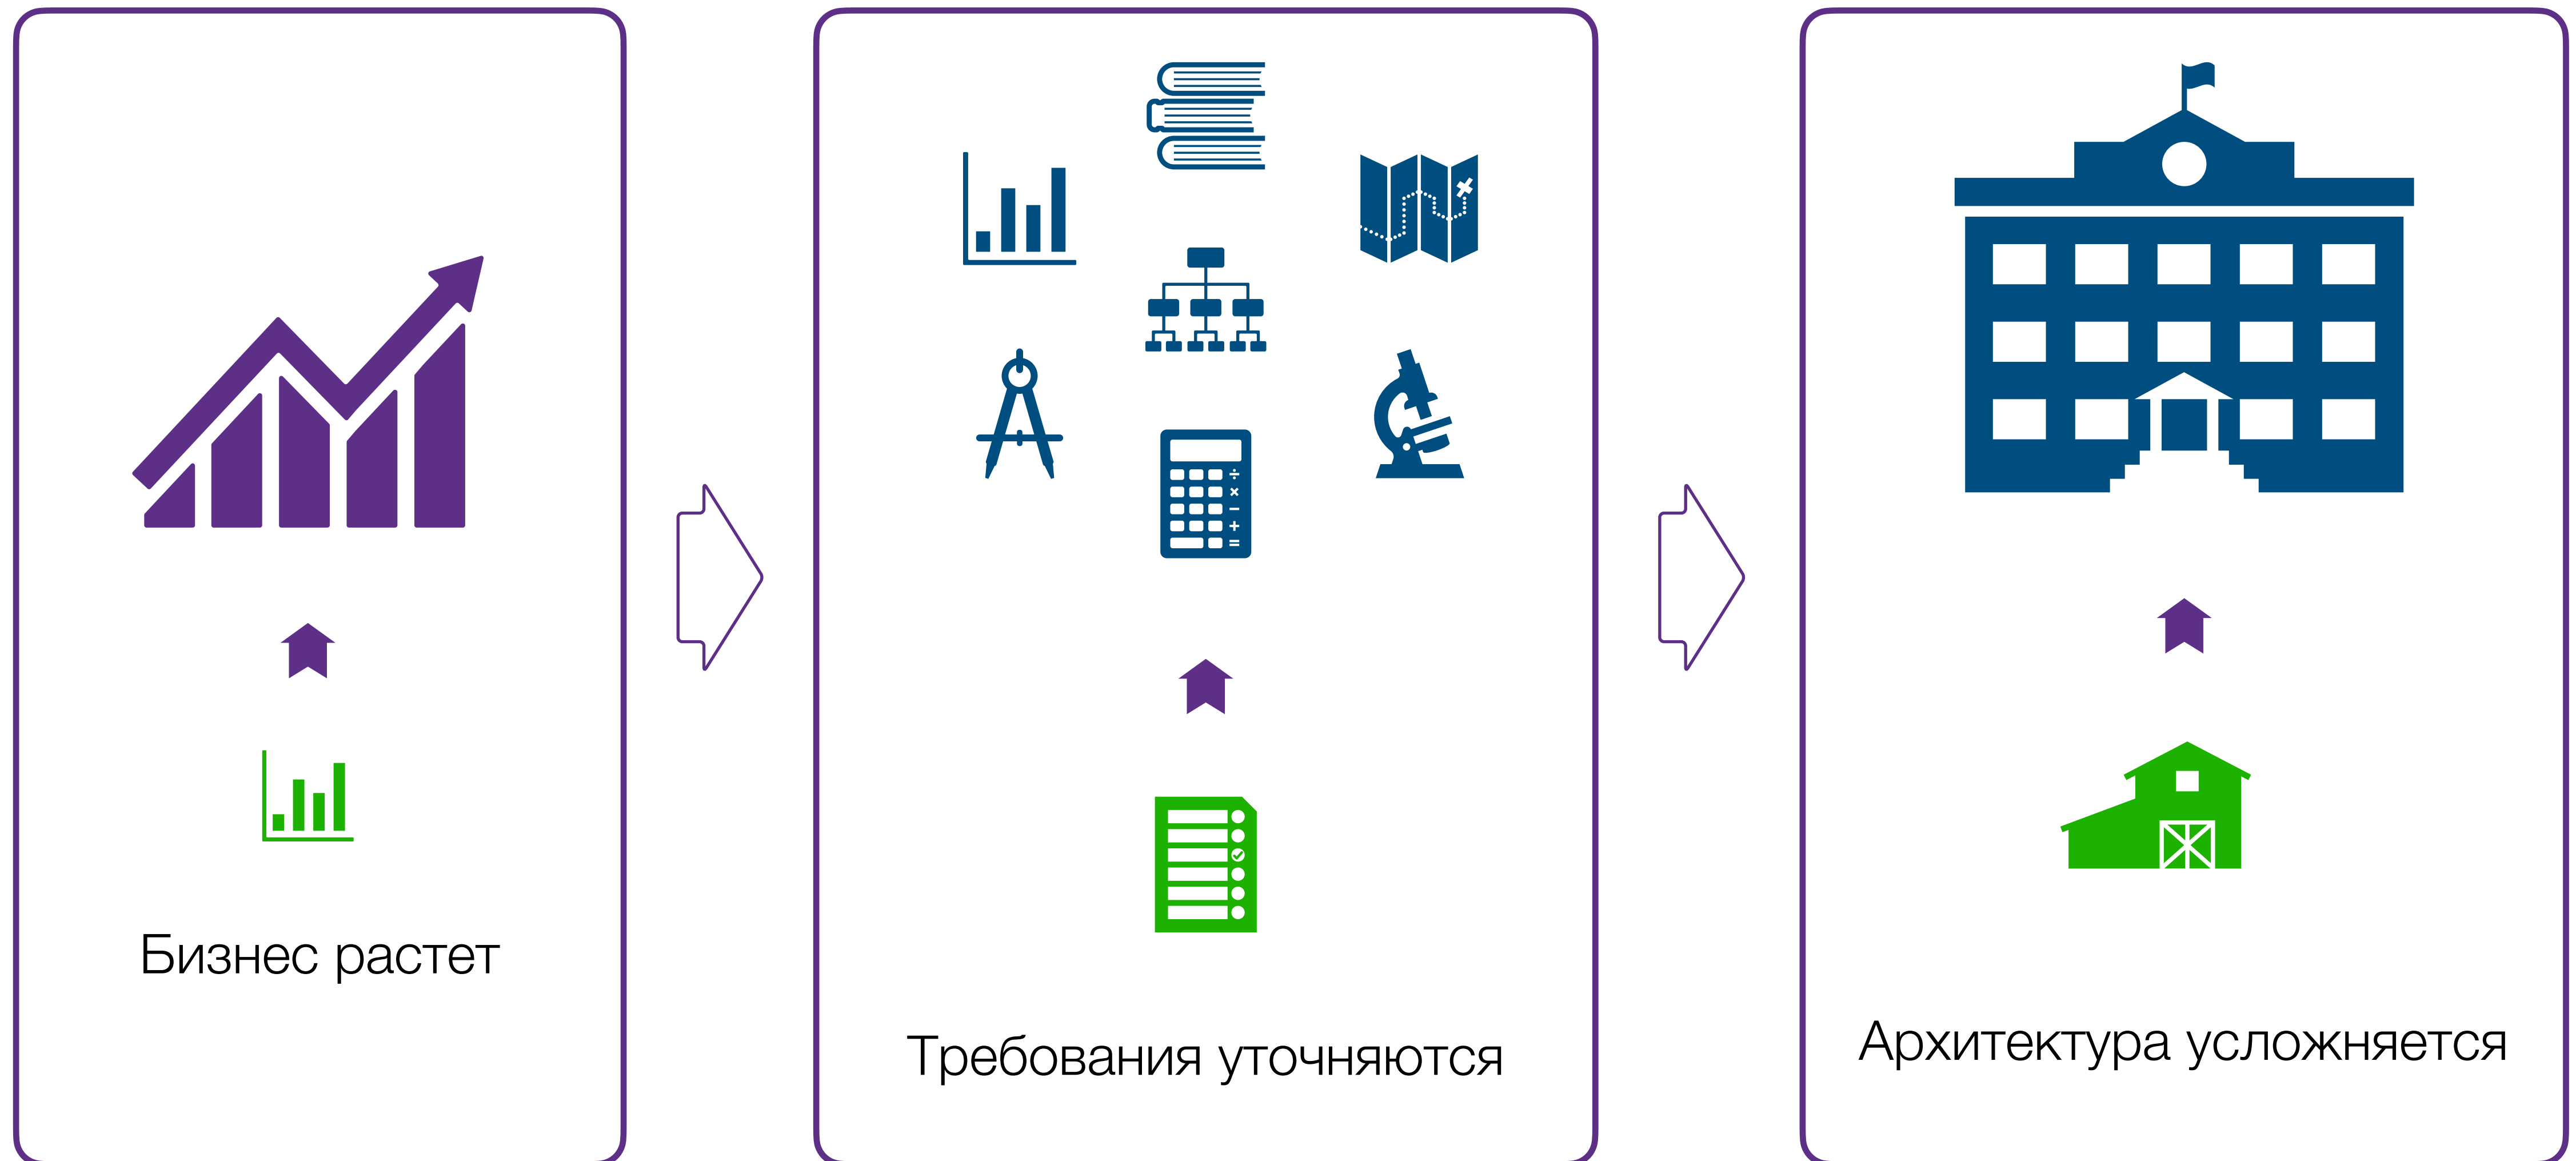 Бизнес растет
Требования уточняются
Архитектура усложняется